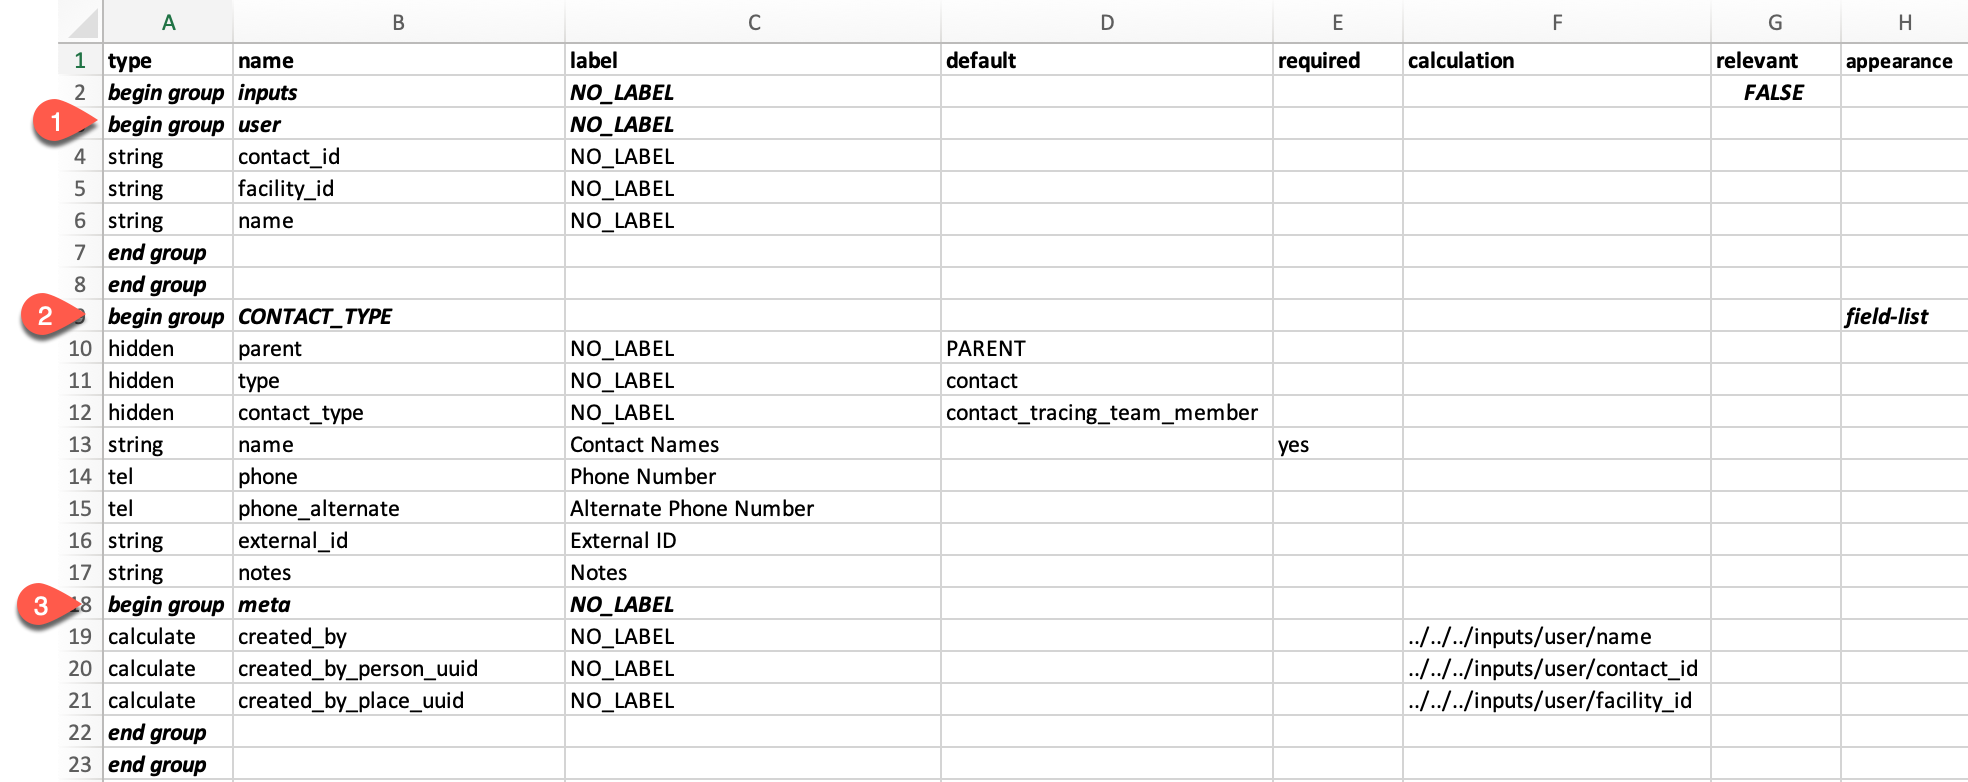 A B C D E F G H
1 type name label default required calculation relevant appearance
2 begin group inputs NO_LABEL FALSE
1 begin group user NO_LABEL
4 string contact_id NO_LABEL
5 string facility_id NO_LABEL
6 string name NO_LABEL
7 end group
8 end group
2 9 begin group CONTACT_TYPE field-list
10 hidden parent NO_LABEL PARENT
11 hidden type NO_LABEL contact
12 hidden contact_type NO_LABEL contact_tracing_team_member
13 string name Contact Names yes
14 tel phone Phone Number
15 tel phone_alternate Alternate Phone Number
16 string external_id External ID
17 string notes Notes
3 18 begin group meta NO_LABEL
19 calculate created_by NO_LABEL ../../../inputs/user/name
20 calculate created_by_person_uuid NO_LABEL ../../../inputs/user/contact_id
21 calculate created_by_place_uuid NO_LABEL ../../../inputs/user/facility_id
22 end group
23 end group